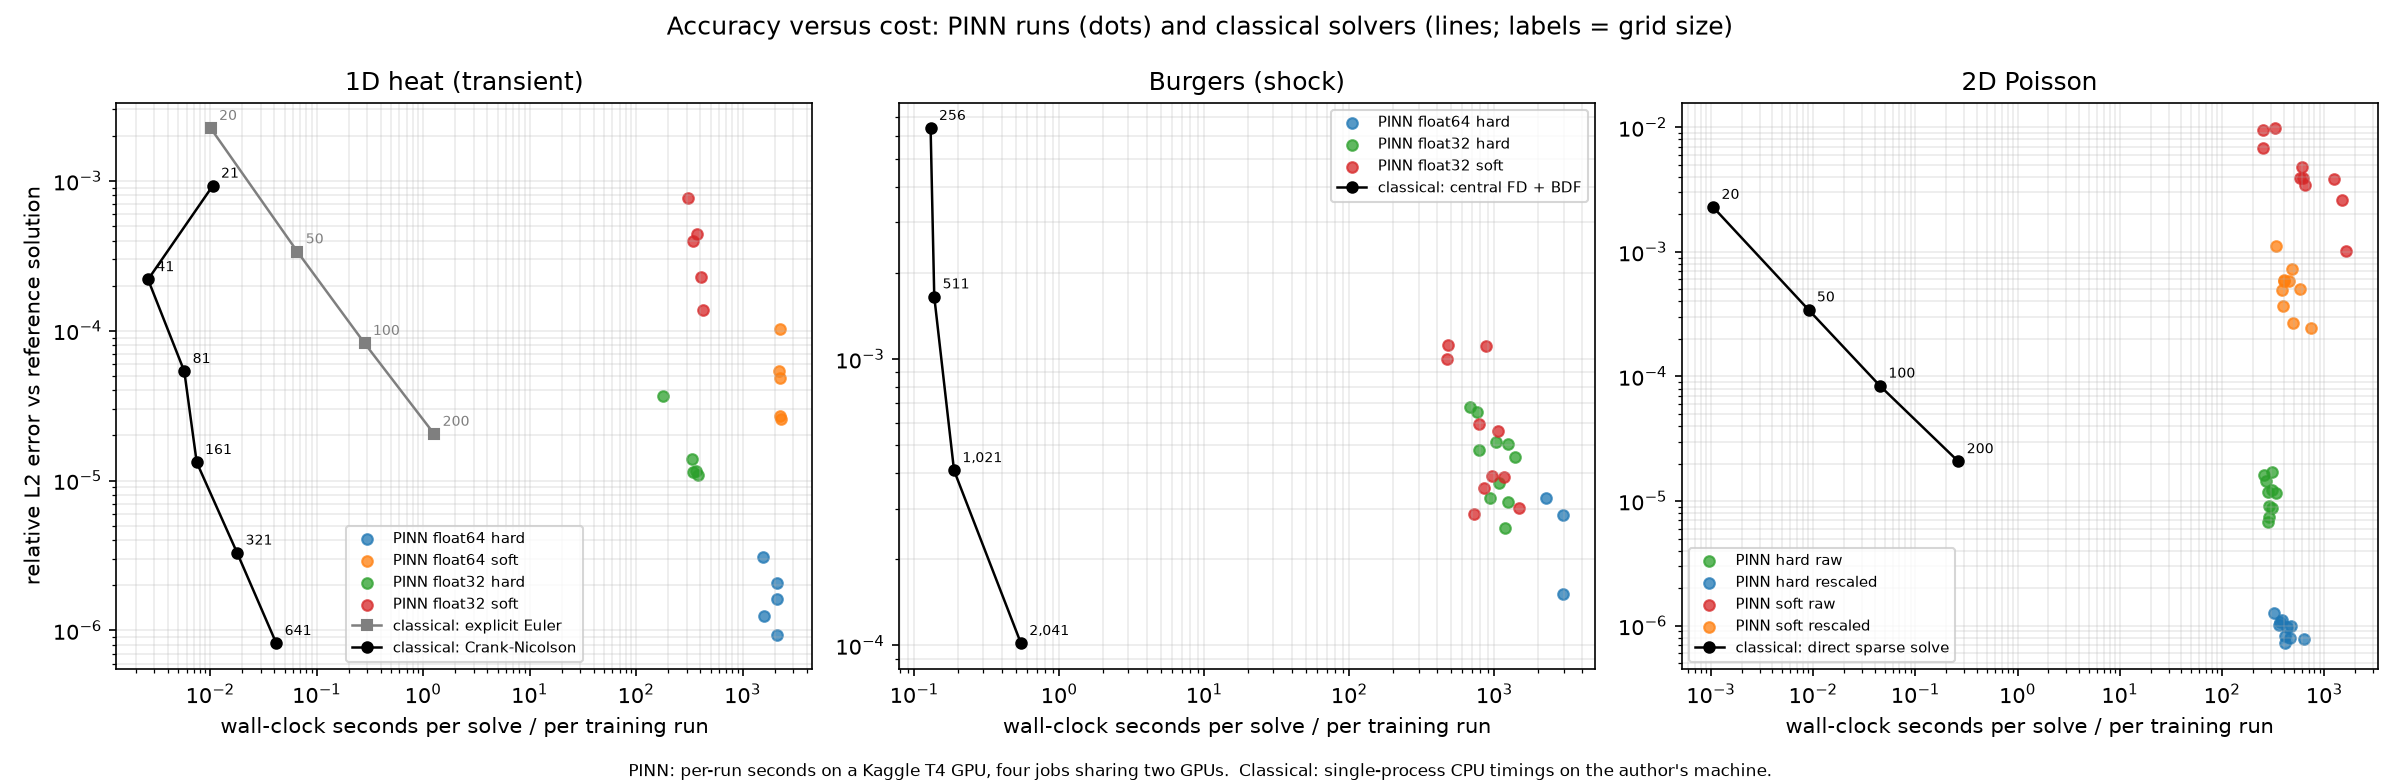 Accuracy versus cost: PINN runs (dots) and classical solvers (lines; labels = grid size)
1D heat (transient)
relative L2 error vs reference solution
10⁻³
10⁻⁴
10⁻⁵
10⁻⁶
20
21
41
50
81
100
161
200
321
641
PINN float64 hard
PINN float64 soft
PINN float32 hard
PINN float32 soft
classical: explicit Euler
classical: Crank-Nicolson
10⁻² 10⁻¹ 10⁰ 10¹ 10² 10³
wall-clock seconds per solve / per training run
Burgers (shock)
10⁻³
10⁻⁴
256
511
1,021
2,041
PINN float64 hard
PINN float32 hard
PINN float32 soft
classical: central FD + BDF
10⁻¹ 10⁰ 10¹ 10² 10³
wall-clock seconds per solve / per training run
2D Poisson
10⁻²
10⁻³
10⁻⁴
10⁻⁵
10⁻⁶
20
50
100
200
PINN hard raw
PINN hard rescaled
PINN soft raw
PINN soft rescaled
classical: direct sparse solve
10⁻³ 10⁻² 10⁻¹ 10⁰ 10¹ 10² 10³
wall-clock seconds per solve / per training run
PINN: per-run seconds on a Kaggle T4 GPU, four jobs sharing two GPUs. Classical: single-process CPU timings on the author's machine.